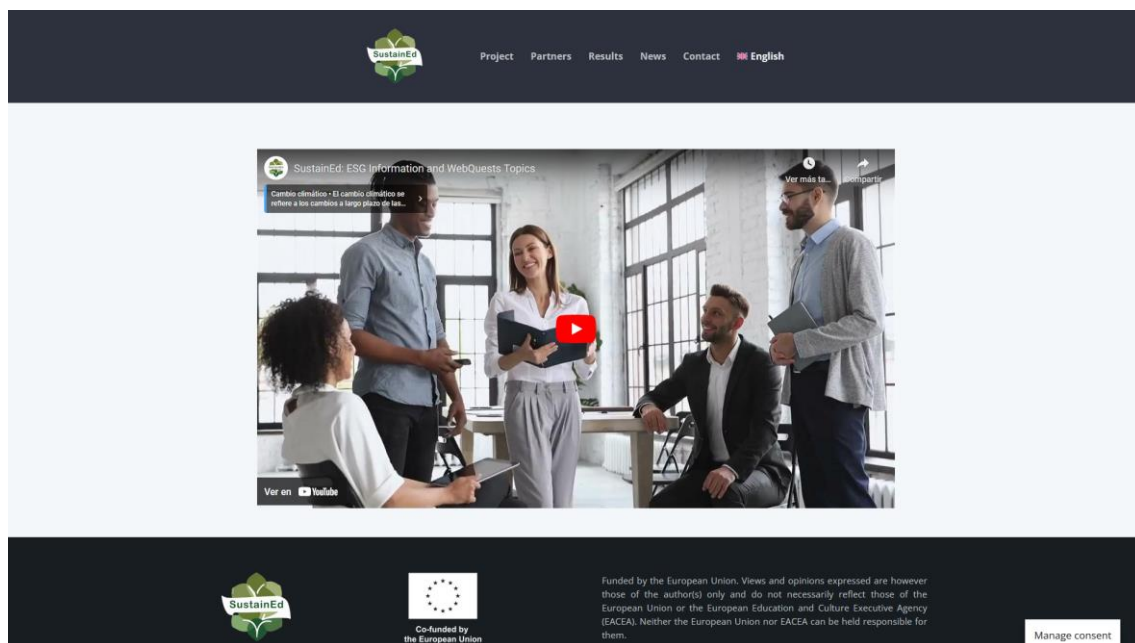 SustainEd
Project Partners Results News Contact English
SustainEd: ESG Information and WebQuests Topics
Ver más ta...
Compartir
Cambio climático • El cambio climático se
refiere a los cambios a largo plazo de las...
Ver en YouTube
SustainEd
Co-funded by
the European Union
Funded by the European Union. Views and opinions expressed are however
those of the author(s) only and do not necessarily reflect those of the
European Union or the European Education and Culture Executive Agency
(EACEA). Neither the European Union nor EACEA can be held responsible for
them.
Manage consent